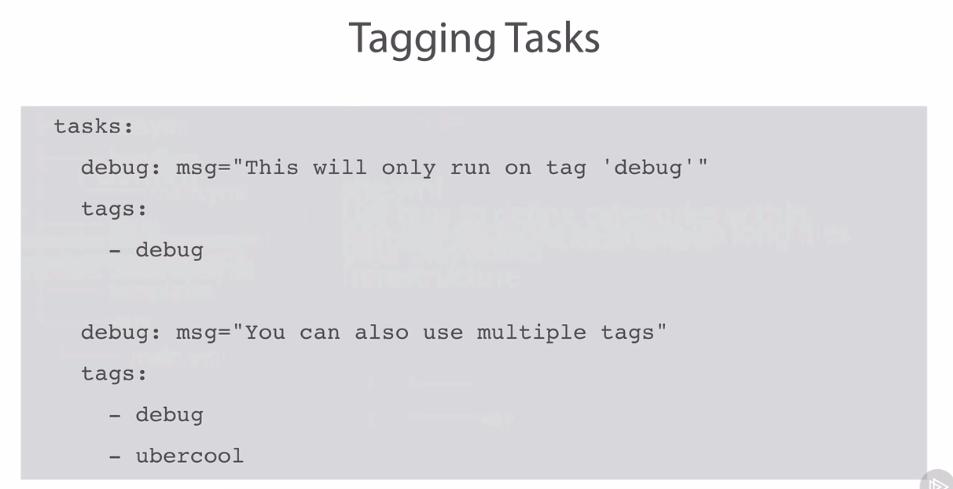 Tagging Tasks
tasks:
debug: msg="This will only run on tag 'debug'"
tags:
- debug
debug: msg="You can also use multiple tags"
tags:
- debug
- ubercool